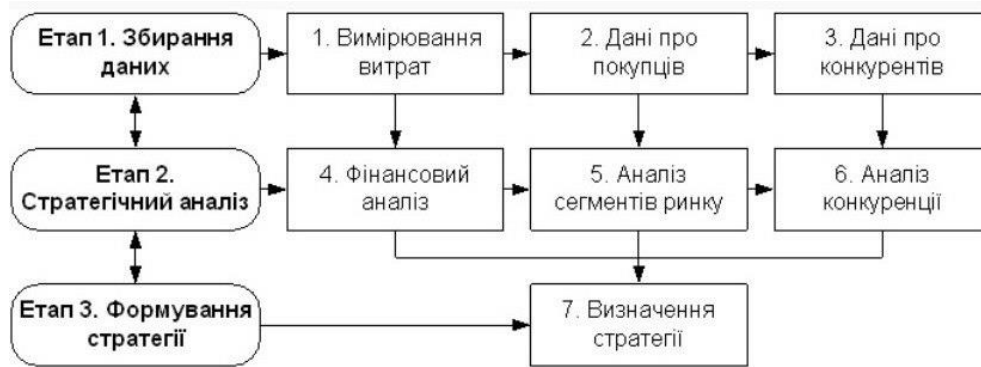 Етап 1. Збирання
даних
1. Вимірювання
витрат
2. Дані про
покупців
3. Дані про
конкурентів
Етап 2.
Стратегічний аналіз
4. Фінансовий
аналіз
5. Аналіз
сегментів ринку
6. Аналіз
конкуренції
Етап 3. Формування
стратегії
7. Визначення
стратегії